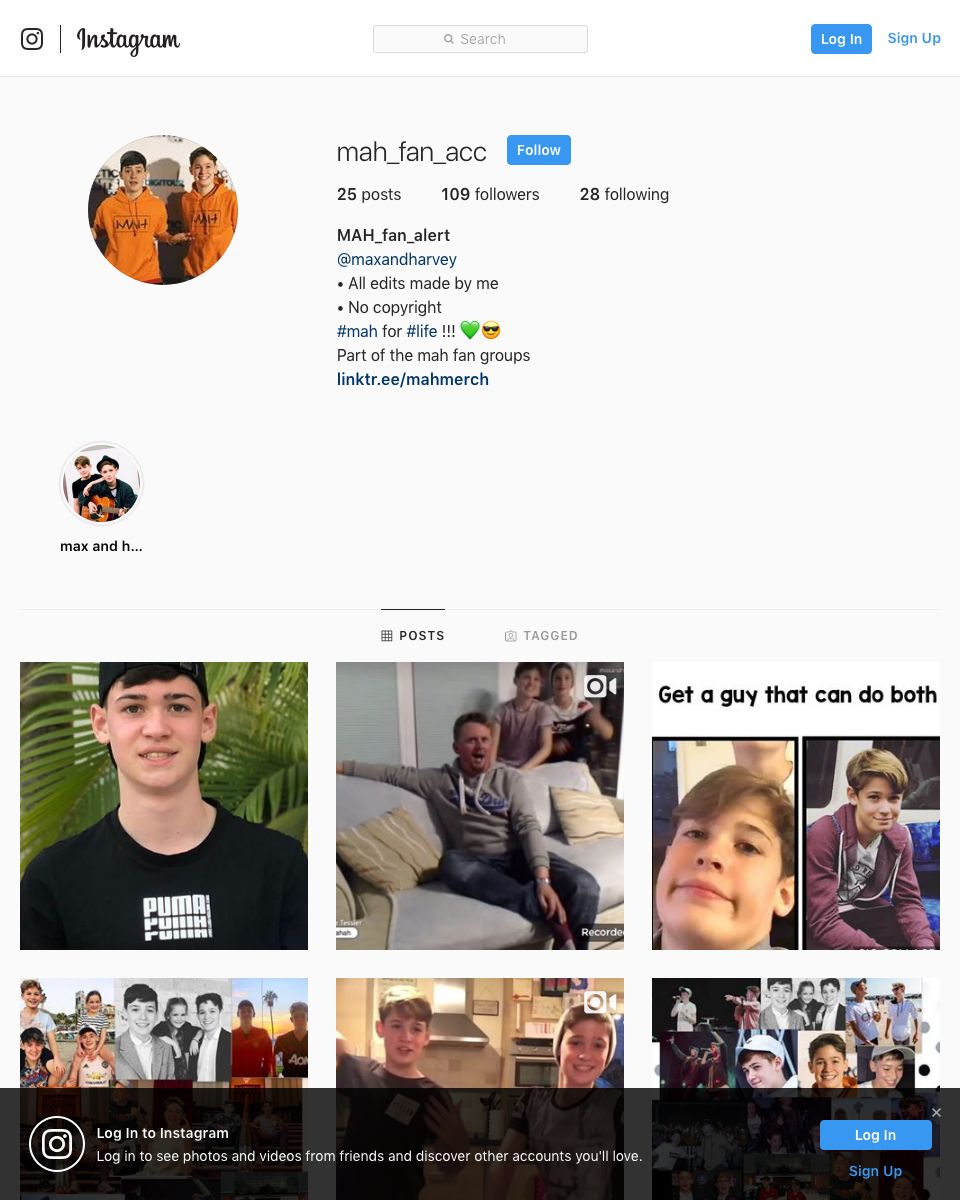 Instagram
Search
Log In
Sign Up
mah_fan_acc
Follow
25 posts 109 followers 28 following
MAH_fan_alert
@maxandharvey
• All edits made by me
• No copyright
#mah for #life !!! 💚😎
Part of the mah fan groups
linktr.ee/mahmerch
max and h...
POSTS
TAGGED
Get a guy that can do both
PUMA
Tessier
ahah
Recorded
Log In to Instagram
Log in to see photos and videos from friends and discover other accounts you'll love.
Log In
Sign Up